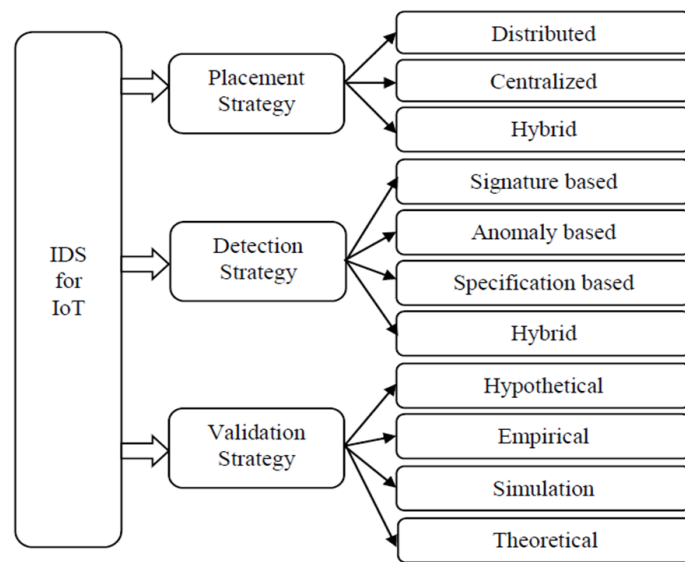 IDS
for
IoT
Placement
Strategy
Distributed
Centralized
Hybrid
Detection
Strategy
Signature based
Anomaly based
Specification based
Hybrid
Validation
Strategy
Hypothetical
Empirical
Simulation
Theoretical